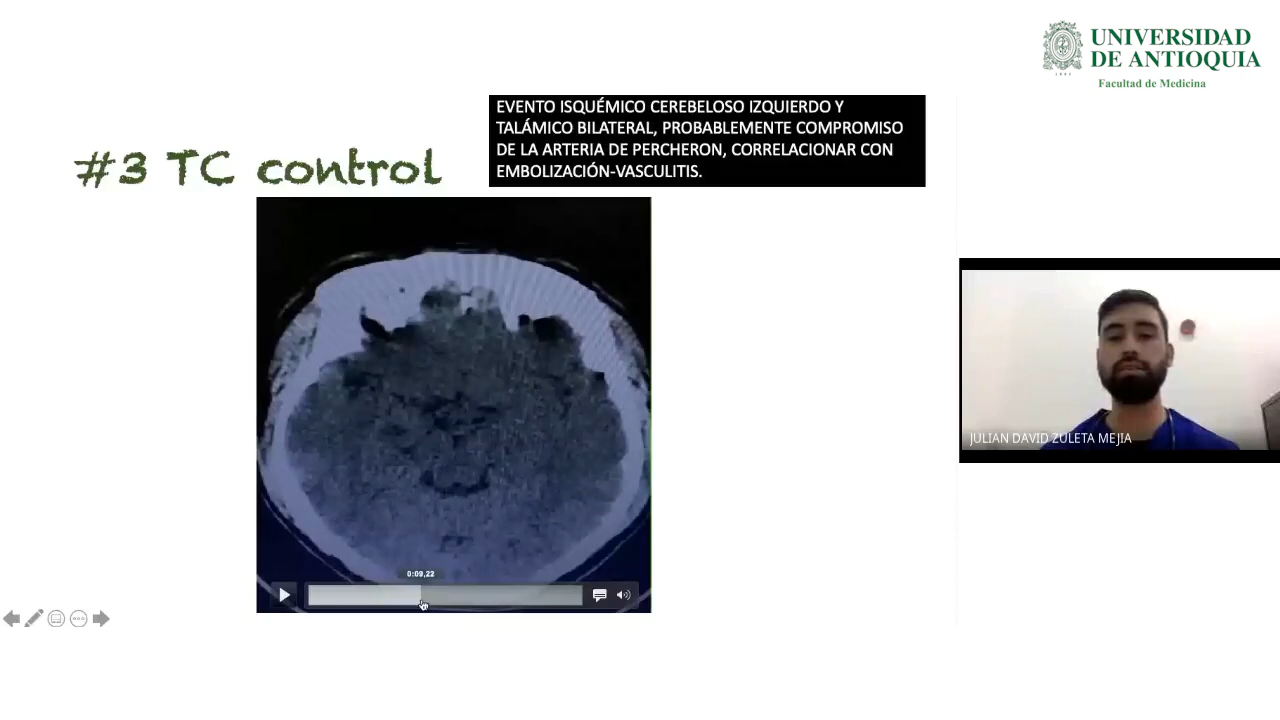 UNIVERSIDAD
DE ANTIOQUIA
Facultad de Medicina
EVENTO ISQUÉMICO CEREBELOSO IZQUIERDO Y
TALÁMICO BILATERAL, PROBABLEMENTE COMPROMISO
DE LA ARTERIA DE PERCHERON, CORRELACIONAR CON
EMBOLIZACIÓN-VASCULITIS.
#3 TC control
JULIAN DAVID ZULETA MEJIA
0:09,22